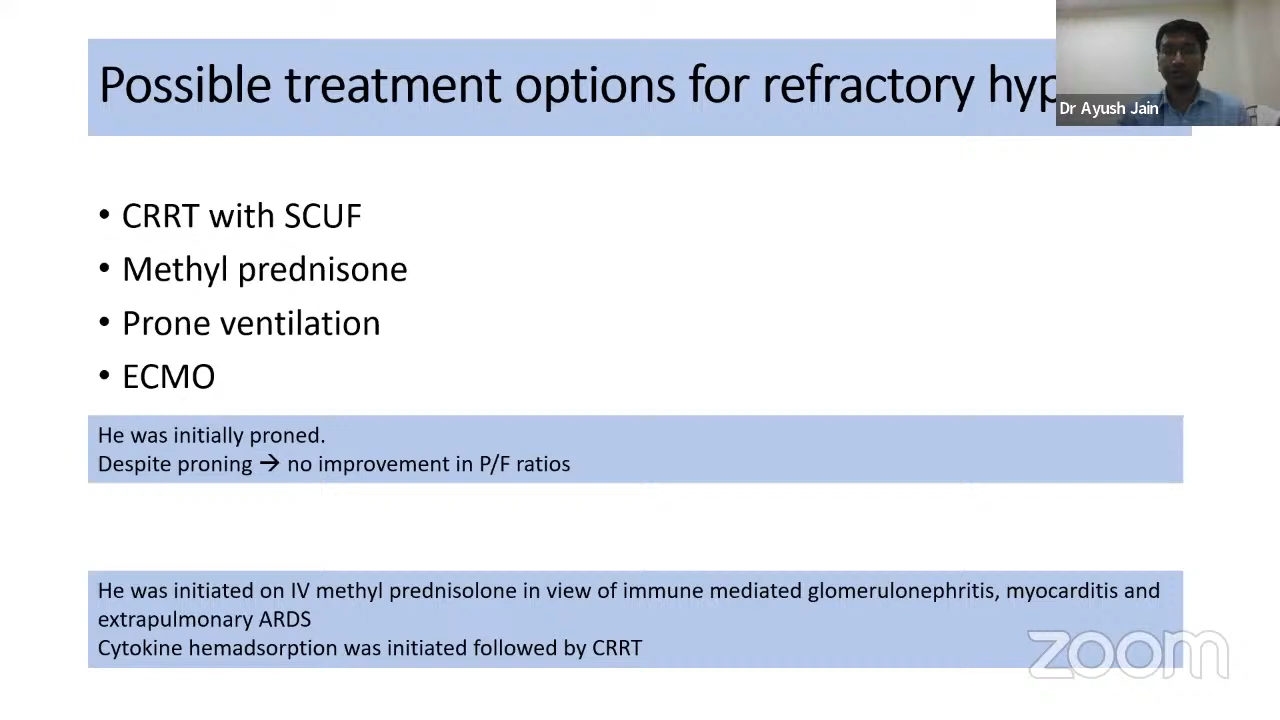 Possible treatment options for refractory hyp
Dr Ayush Jain
• CRRT with SCUF
• Methyl prednisone
• Prone ventilation
• ECMO
He was initially proned.
Despite proning → no improvement in P/F ratios
He was initiated on IV methyl prednisolone in view of immune mediated glomerulonephritis, myocarditis and
extrapulmonary ARDS
Cytokine hemadsorption was initiated followed by CRRT
zoom